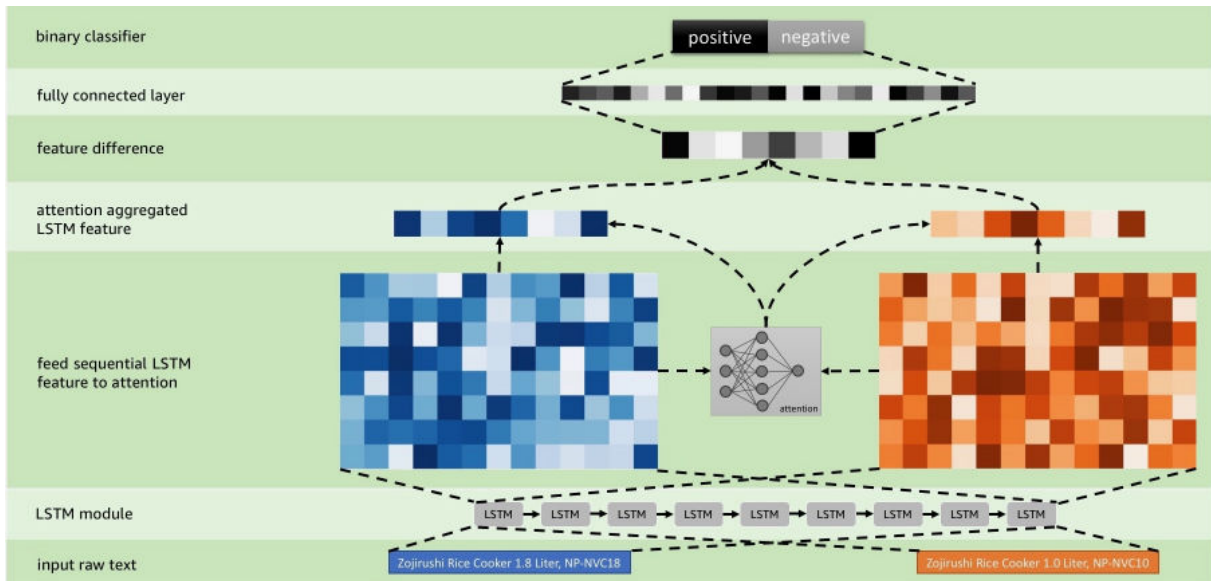 binary classifier
positive negative
fully connected layer
feature difference
attention aggregated
LSTM feature
feed sequential LSTM
feature to attention
attention
LSTM module
LSTM LSTM LSTM LSTM LSTM LSTM LSTM LSTM LSTM
input raw text
Zojirushi Rice Cooker 1.8 Liter, NP-NVC18
Zojirushi Rice Cooker 1.0 Liter, NP-NVC10